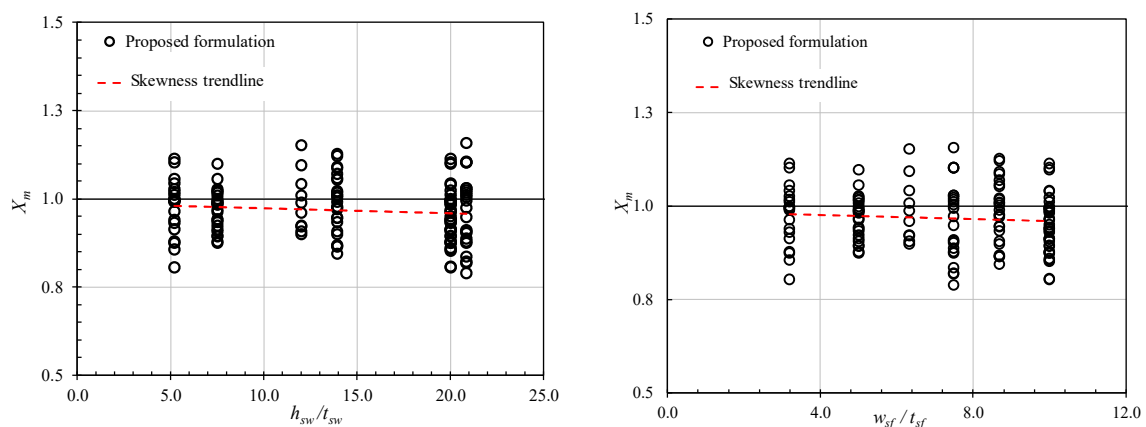 1.5
Proposed formulation
Skewness trendline
1.3
1.0
0.8
0.5
X_m
0.0 5.0 10.0 15.0 20.0 25.0
h_sw/t_sw
1.5
Proposed formulation
Skewness trendline
1.3
1.0
0.8
0.5
X_m
0.0 4.0 8.0 12.0
w_sf/t_sf